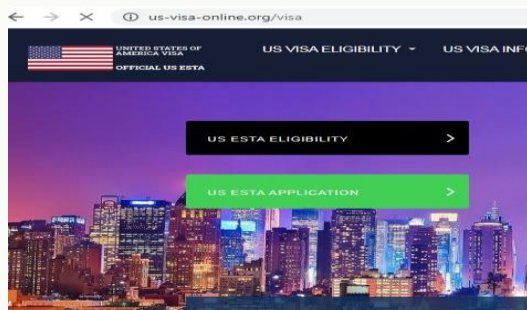 us-visa-online.org/visa
UNITED STATES OF
AMERICA VISA
OFFICIAL US ESTA
US VISA ELIGIBILITY
US VISA INFO
US ESTA ELIGIBILITY
US ESTA APPLICATION